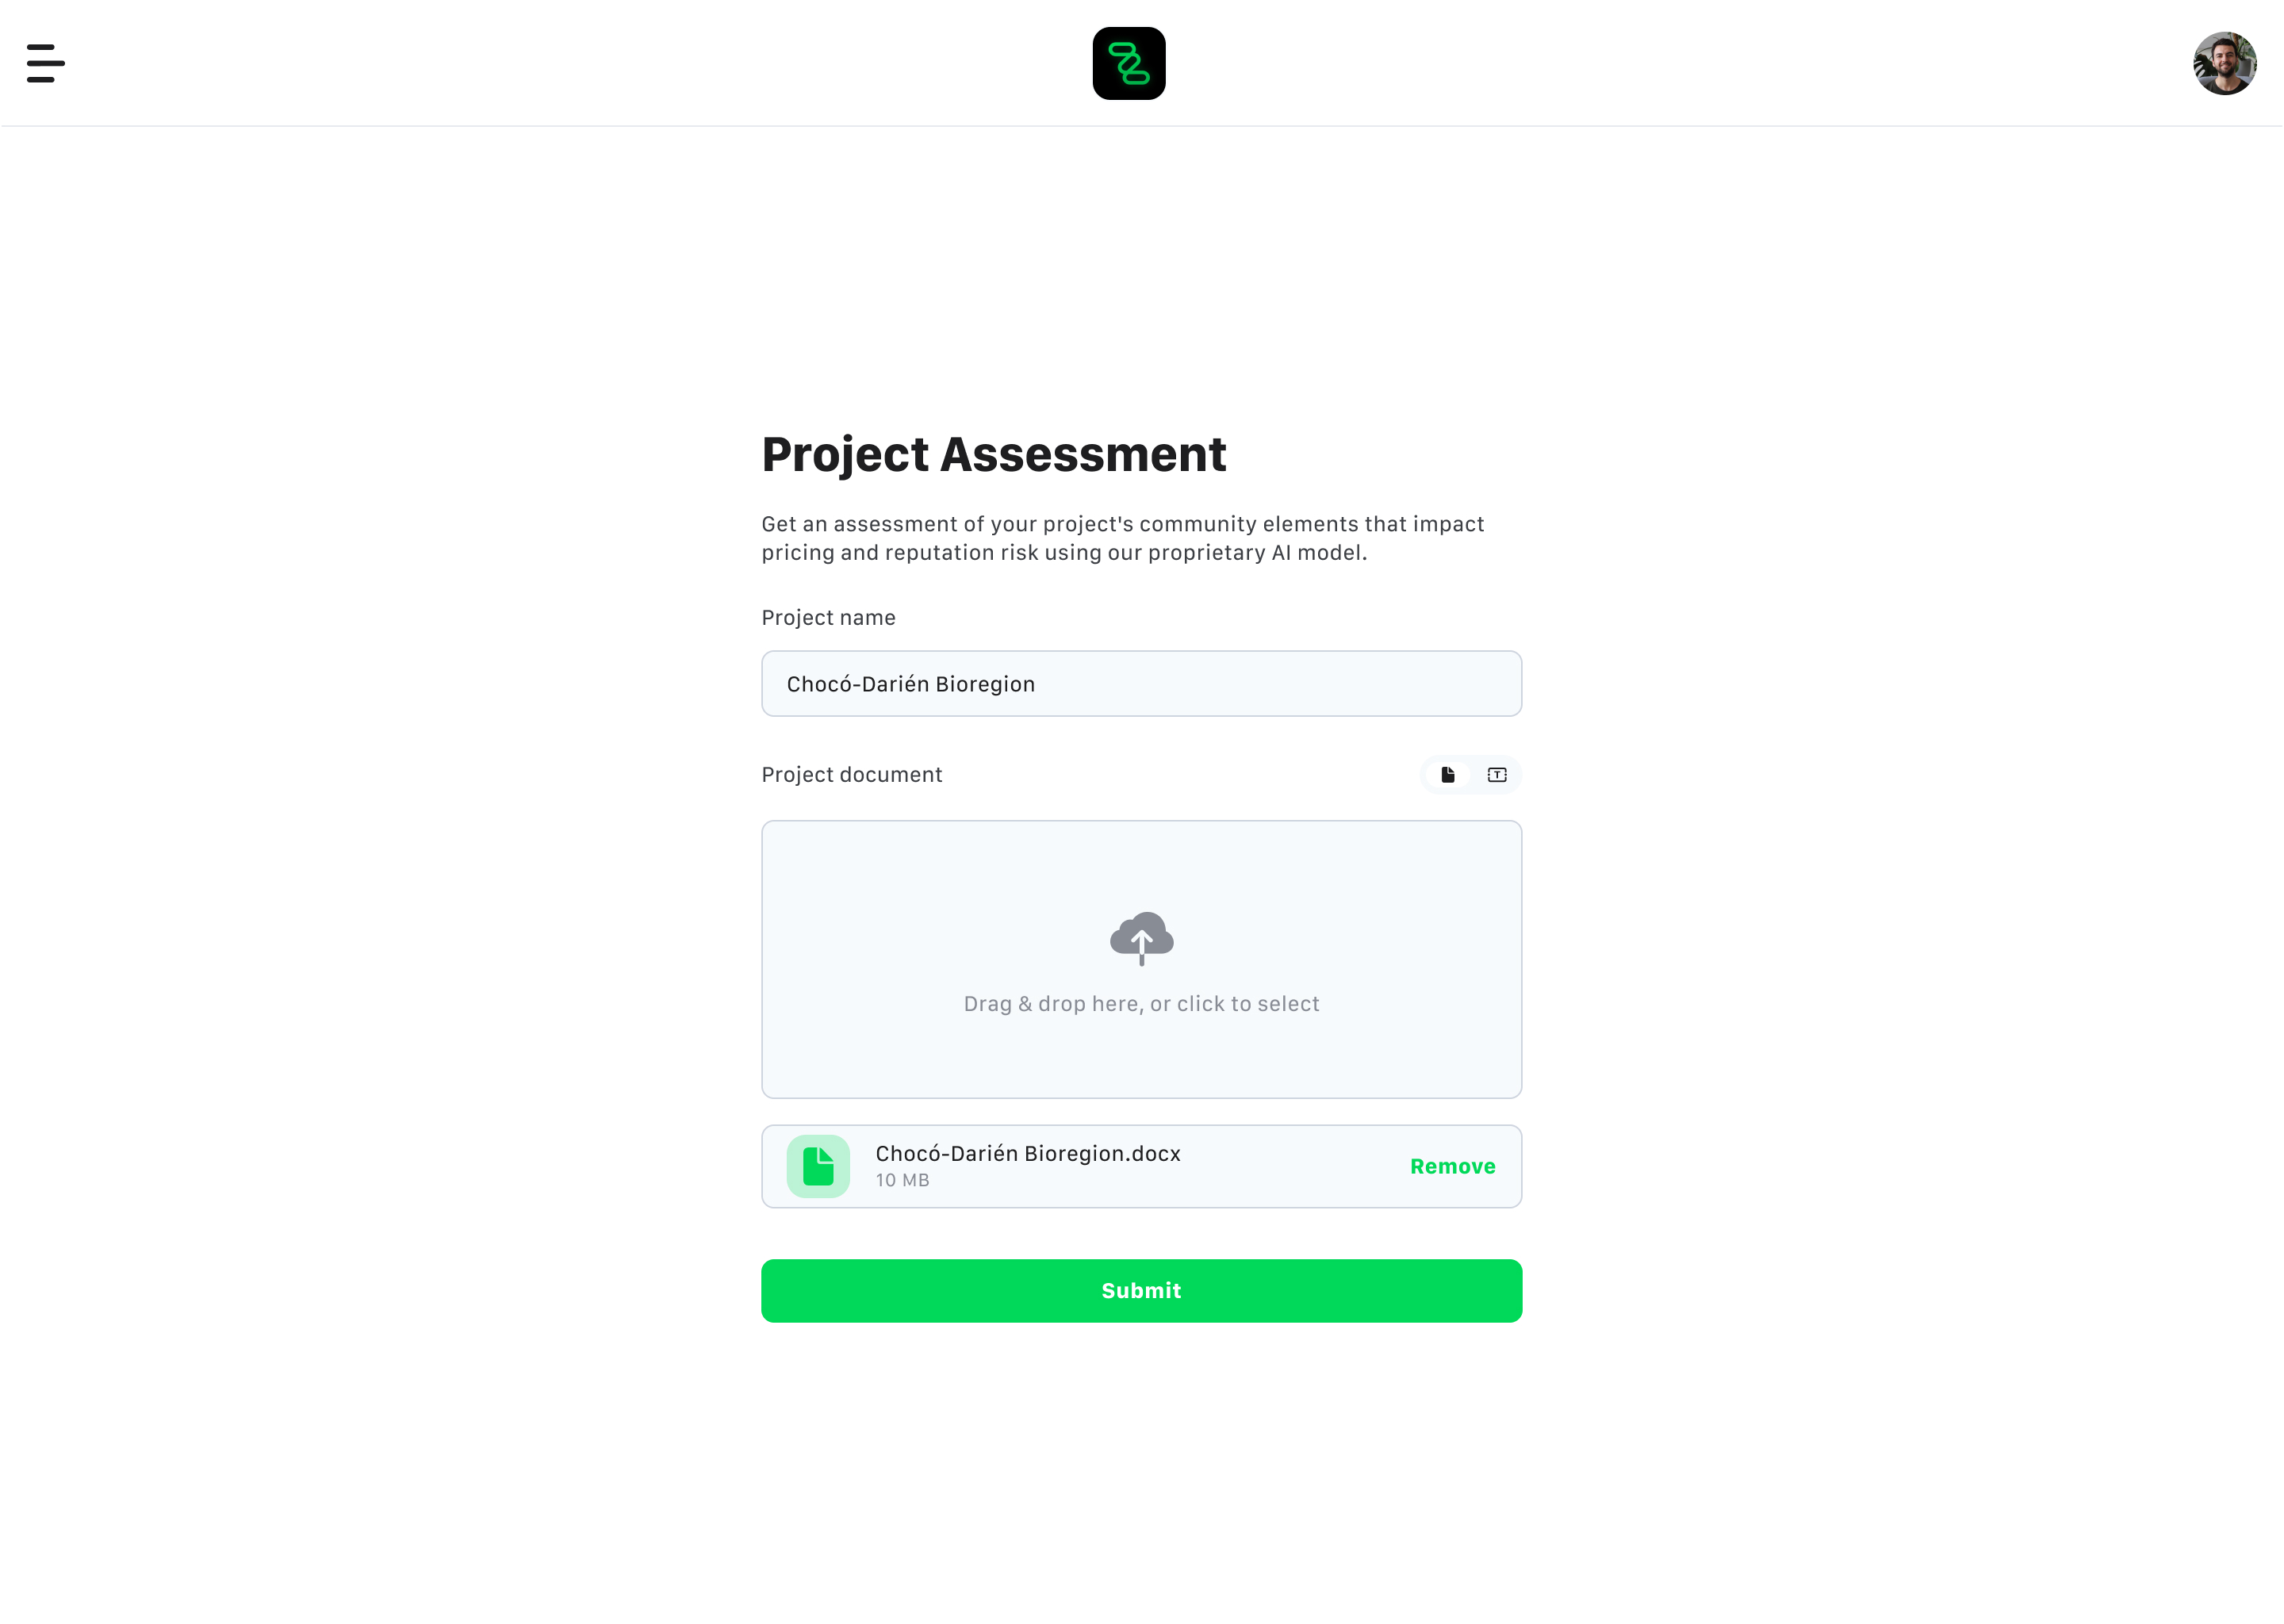 Project Assessment
Get an assessment of your project's community elements that impact
pricing and reputation risk using our proprietary AI model.
Project name
Chocó-Darién Bioregion
Project document
T
Drag & drop here, or click to select
Chocó-Darién Bioregion.docx
10 MB
Remove
Submit